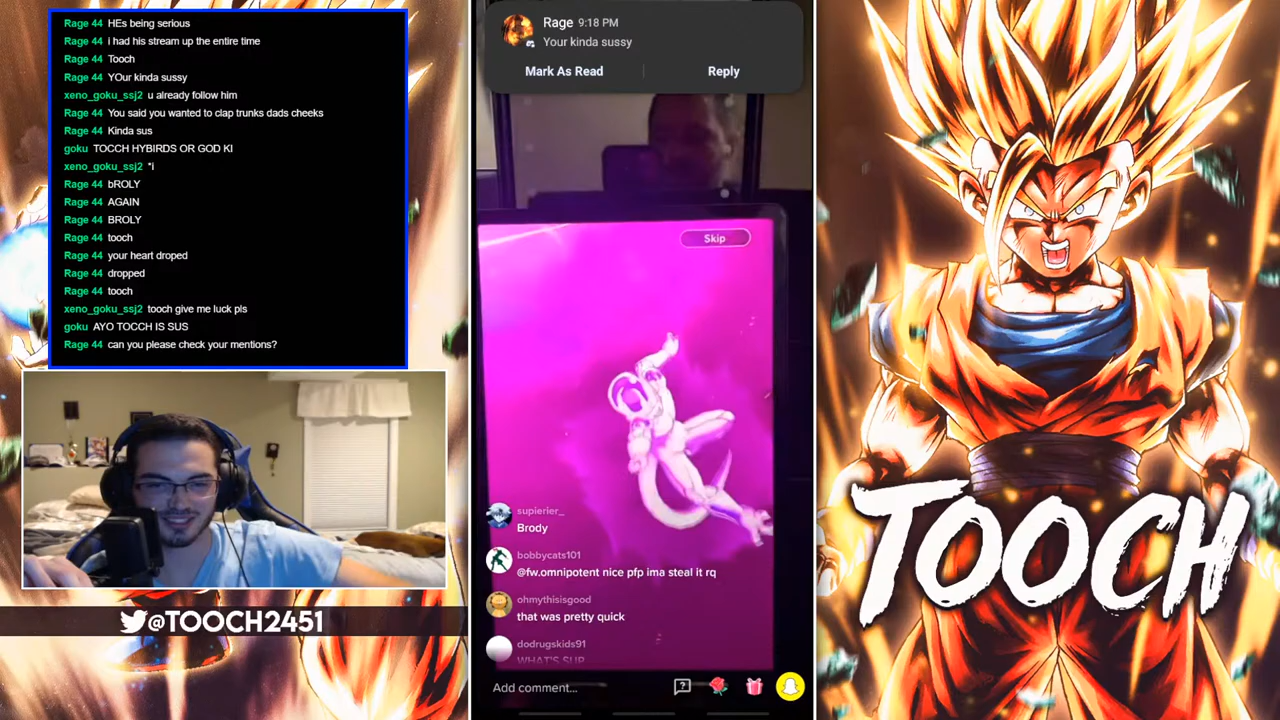 Rage 44 HEs being serious
Rage 44 i had his stream up the entire time
Rage 44 Tooch
Rage 44 YOur kinda sussy
xeno_goku_ssj2 u already follow him
Rage 44 You said you wanted to clap trunks dads cheeks
Rage 44 Kinda sus
goku TOCCH HYBIRDS OR GOD KI
xeno_goku_ssj2 *i
Rage 44 bROLY
Rage 44 AGAIN
Rage 44 BROLY
Rage 44 tooch
Rage 44 your heart droped
Rage 44 dropped
Rage 44 tooch
xeno_goku_ssj2 tooch give me luck pls
goku AYO TOCCH IS SUS
Rage 44 can you please check your mentions?
@TOOCH2451
Rage 9:18 PM
Your kinda sussy
Mark As Read
Reply
Skip
supierier_
Brody
bobbycats101
@fw.omnipotent nice pfp ima steal it rq
ohmythisisgood
that was pretty quick
dodrugskids91
WHAT'S SUP
Add comment...
TOOCH